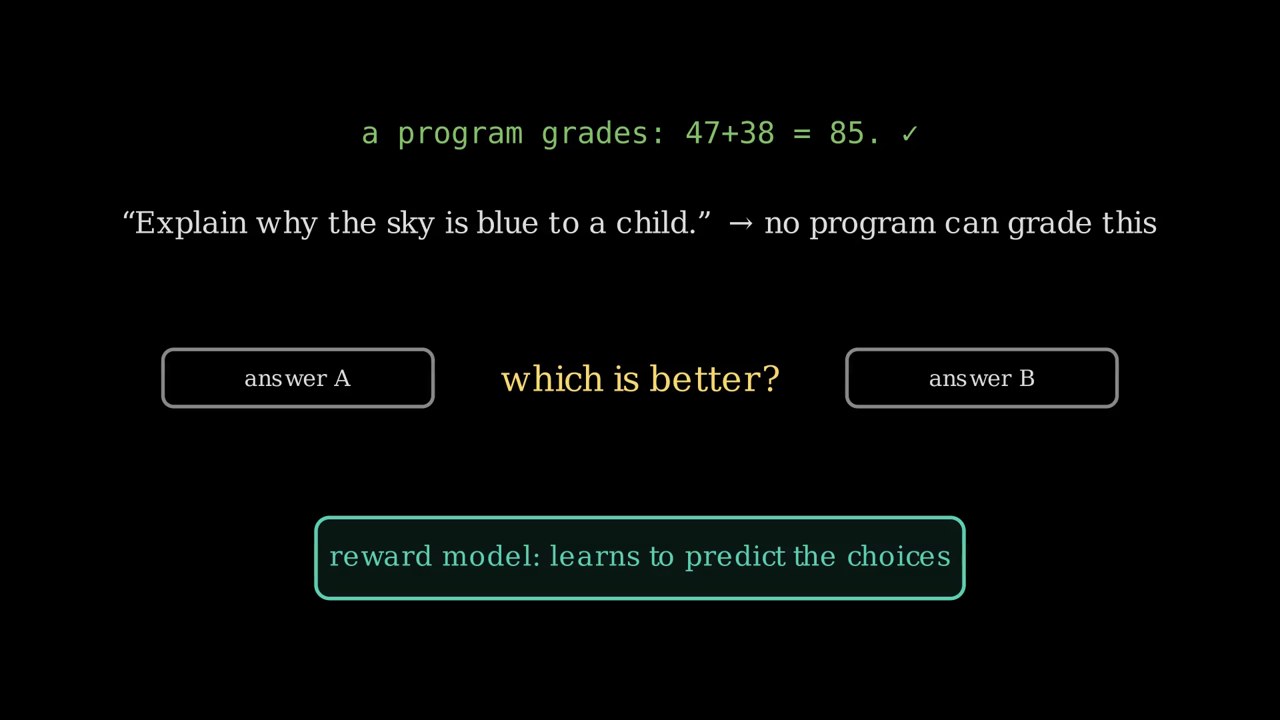 a program grades: 47+38 = 85. ✓
“Explain why the sky is blue to a child.” → no program can grade this
answer A
which is better?
answer B
reward model: learns to predict the choices